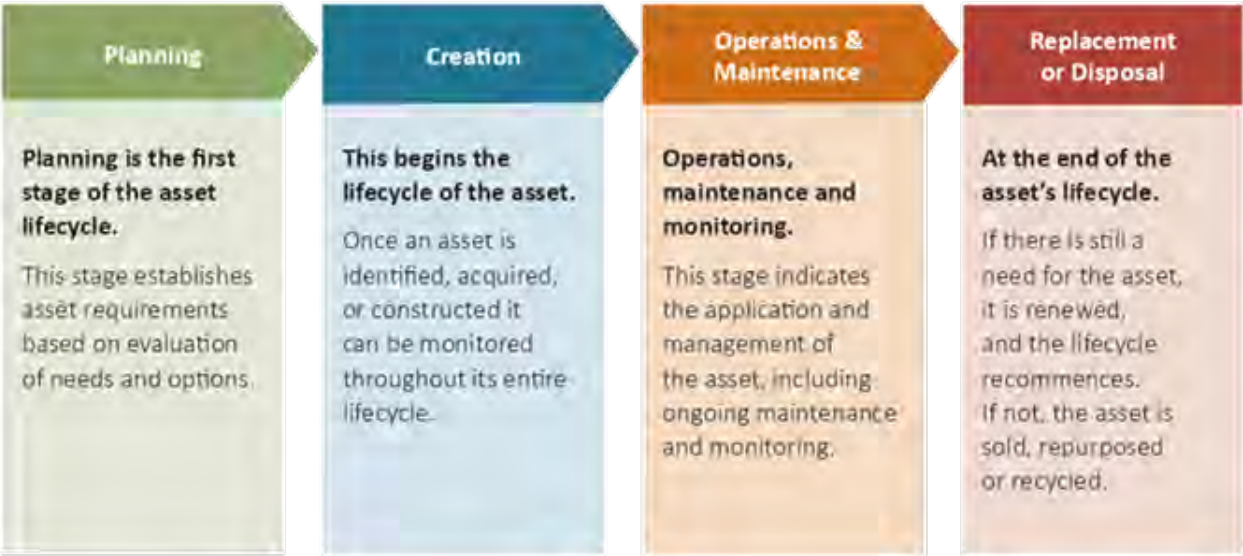 Planning
Planning is the first
stage of the asset
lifecycle.
This stage establishes
asset requirements
based on evaluation
of needs and options.
Creation
This begins the
lifecycle of the asset.
Once an asset is
identified, acquired,
or constructed it
can be monitored
throughout its entire
lifecycle.
Operations &
Maintenance
Operations,
maintenance and
monitoring.
This stage indicates
the application and
management of
the asset, including
ongoing maintenance
and monitoring.
Replacement
or Disposal
At the end of the
asset's lifecycle.
If there is still a
need for the asset,
it is renewed,
and the lifecycle
recommences.
If not, the asset is
sold, repurposed
or recycled.